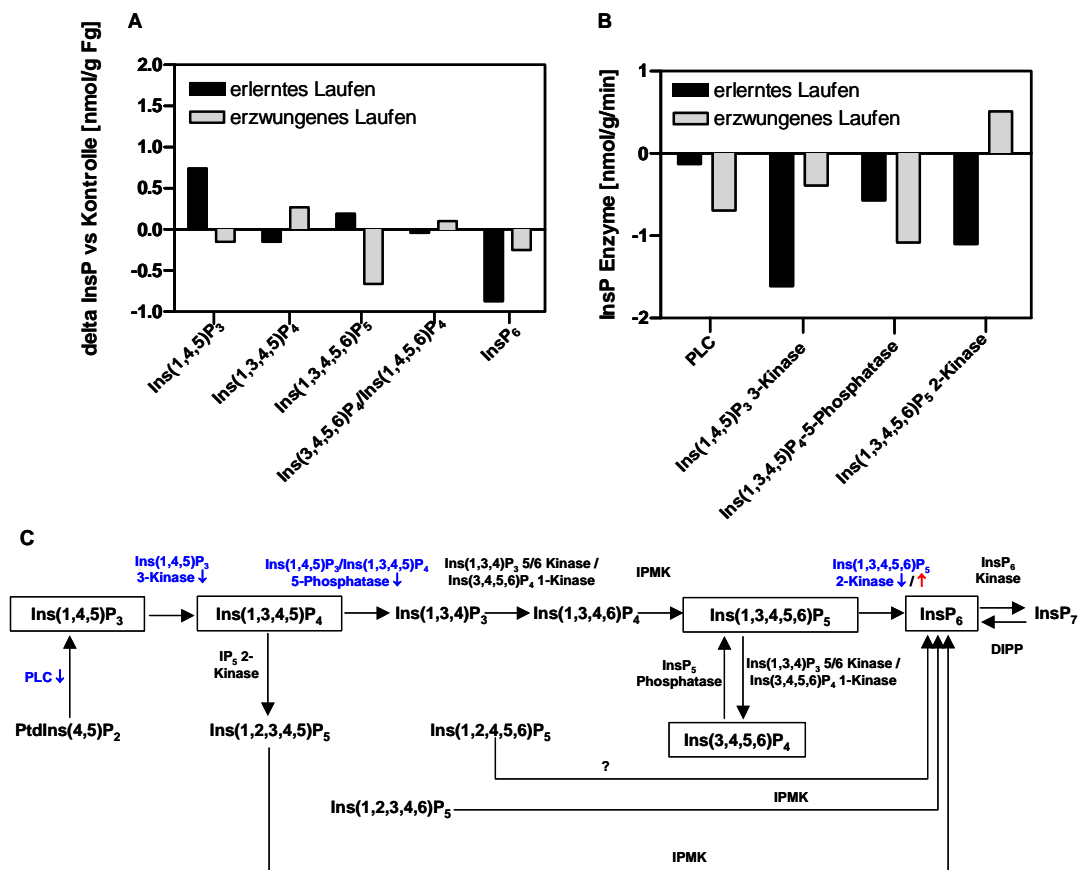 A
delta InsP vs Kontrolle [nmol/g Fg]
2.0
1.5
1.0
0.5
0.0
-0.5
-1.0
erlerntes Laufen
erzwungenes Laufen
Ins(1,4,5)P3
Ins(1,3,4,5)P4
Ins(1,3,4,5,6)P5
Ins(3,4,5,6)P4/Ins(1,4,5,6)P4
InsP6
B
InsP Enzyme [nmol/g/min]
1
0
-1
-2
erlerntes Laufen
erzwungenes Laufen
PLC
Ins(1,4,5)P3 3-Kinase
Ins(1,3,4,5)P4-5-Phosphatase
Ins(1,3,4,5,6)P5 2-Kinase
C
Ins(1,4,5)P3
3-Kinase ↓
Ins(1,4,5)P3/Ins(1,3,4,5)P4
5-Phosphatase ↓
Ins(1,3,4)P3 5/6 Kinase /
Ins(3,4,5,6)P4 1-Kinase
IPMK
Ins(1,3,4,5,6)P5
2-Kinase ↓ / ↑
InsP6
Kinase
Ins(1,4,5)P3
Ins(1,3,4,5)P4
Ins(1,3,4)P3
Ins(1,3,4,6)P4
Ins(1,3,4,5,6)P5
InsP6
InsP7
DIPP
PLC ↓
IP5 2-
Kinase
InsP5
Phosphatase
Ins(1,3,4)P3 5/6 Kinase /
Ins(3,4,5,6)P4 1-Kinase
PtdIns(4,5)P2
Ins(1,2,3,4,5)P5
Ins(1,2,4,5,6)P5
Ins(3,4,5,6)P4
?
Ins(1,2,3,4,6)P5
IPMK
IPMK